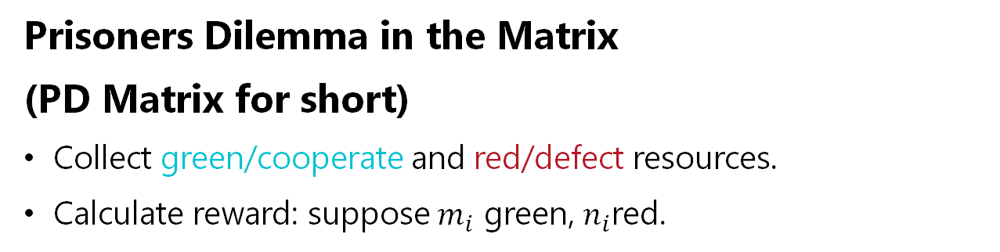 Prisoners Dilemma in the Matrix
(PD Matrix for short)
• Collect green/cooperate and red/defect resources.
• Calculate reward: suppose 𝑚ᵢ green, 𝑛ᵢred.